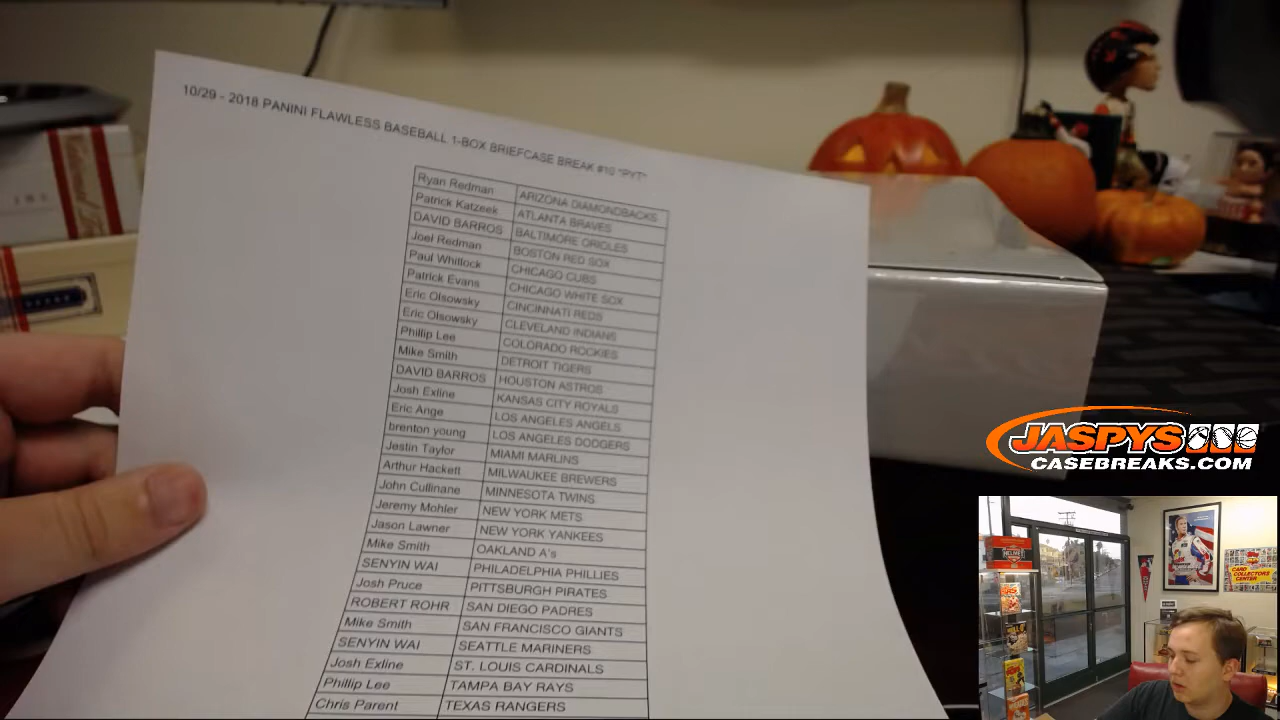 10/29 - 2018 PANINI FLAWLESS BASEBALL 1-BOX BRIEFCASE BREAK #10 "PYT"
Ryan Redman ARIZONA DIAMONDBACKS
Patrick Katzeek ATLANTA BRAVES
DAVID BARROS BALTIMORE ORIOLES
Joel Redman BOSTON RED SOX
Paul Whitlock CHICAGO CUBS
Patrick Evans CHICAGO WHITE SOX
Eric Olsowsky CINCINNATI REDS
Eric Olsowsky CLEVELAND INDIANS
Phillip Lee COLORADO ROCKIES
Mike Smith DETROIT TIGERS
DAVID BARROS HOUSTON ASTROS
Josh Exline KANSAS CITY ROYALS
Eric Ange LOS ANGELES ANGELS
brenton young LOS ANGELES DODGERS
Jestin Taylor MIAMI MARLINS
Arthur Hackett MILWAUKEE BREWERS
John Cullinane MINNESOTA TWINS
Jeremy Mohler NEW YORK METS
Jason Lawner NEW YORK YANKEES
Mike Smith OAKLAND A's
SENYIN WAI PHILADELPHIA PHILLIES
Josh Pruce PITTSBURGH PIRATES
ROBERT ROHR SAN DIEGO PADRES
Mike Smith SAN FRANCISCO GIANTS
SENYIN WAI SEATTLE MARINERS
Josh Exline ST. LOUIS CARDINALS
Phillip Lee TAMPA BAY RAYS
Chris Parent TEXAS RANGERS
JASPYS
CASEBREAKS.COM
CARD
COLLECTORS
CENTER